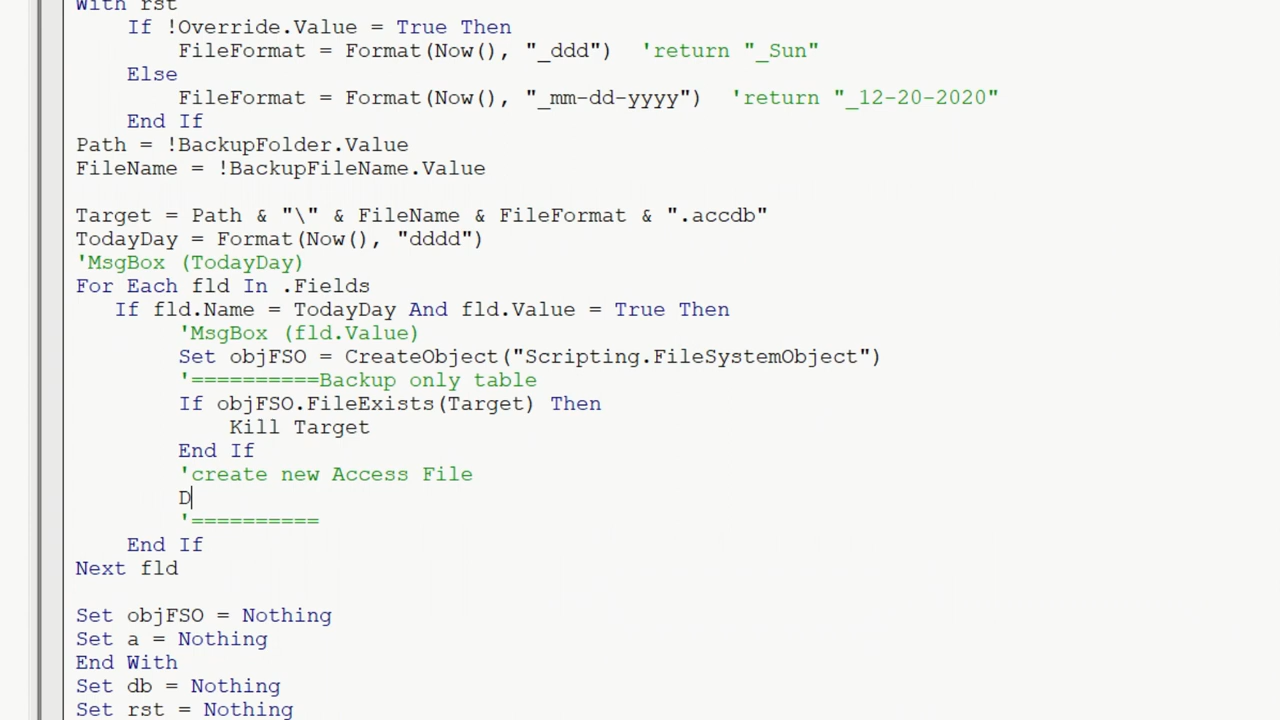 With rst
If !Override.Value = True Then
FileFormat = Format(Now(), "_ddd")  'return "_Sun"
Else
FileFormat = Format(Now(), "_mm-dd-yyyy")  'return "_12-20-2020"
End If
Path = !BackupFolder.Value
FileName = !BackupFileName.Value
Target = Path & "\" & FileName & FileFormat & ".accdb"
TodayDay = Format(Now(), "dddd")
'MsgBox (TodayDay)
For Each fld In .Fields
If fld.Name = TodayDay And fld.Value = True Then
'MsgBox (fld.Value)
Set objFSO = CreateObject("Scripting.FileSystemObject")
'==========Backup only table
If objFSO.FileExists(Target) Then
Kill Target
End If
'create new Access File
D
'==========
End If
Next fld
Set objFSO = Nothing
Set a = Nothing
End With
Set db = Nothing
Set rst = Nothing